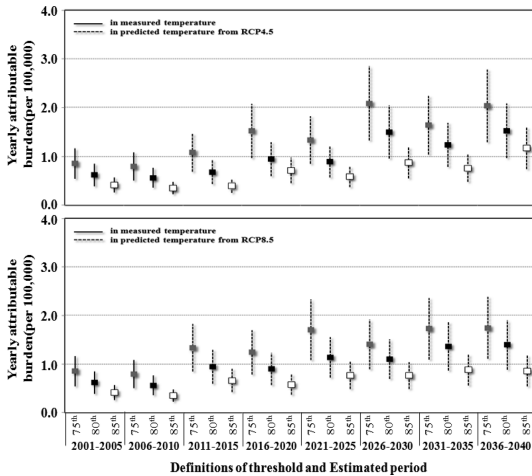 in measured temperature
in predicted temperature from RCP4.5
Yearly attributable
burden(per 100,000)
4.0
3.0
2.0
1.0
0.0
in measured temperature
in predicted temperature from RCP8.5
Yearly attributable
burden(per 100,000)
4.0
3.0
2.0
1.0
0.0
75th 80th 85th 75th 80th 85th 75th 80th 85th 75th 80th 85th 75th 80th 85th 75th 80th 85th 75th 80th 85th 75th 80th 85th
2001-2005 2006-2010 2011-2015 2016-2020 2021-2025 2026-2030 2031-2035 2036-2040
Definitions of threshold and Estimated period